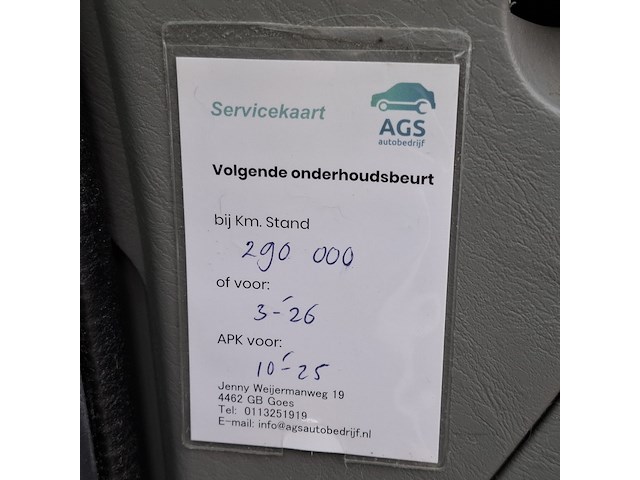 Servicekaart
AGS
autobedrijf
Volgende onderhoudsbeurt
bij Km. Stand
290 000
of voor:
3-'26
APK voor:
10'-25
Jenny Weijermanweg 19
4462 GB Goes
Tel: 0113251919
E-mail: info@agsautobedrijf.nl